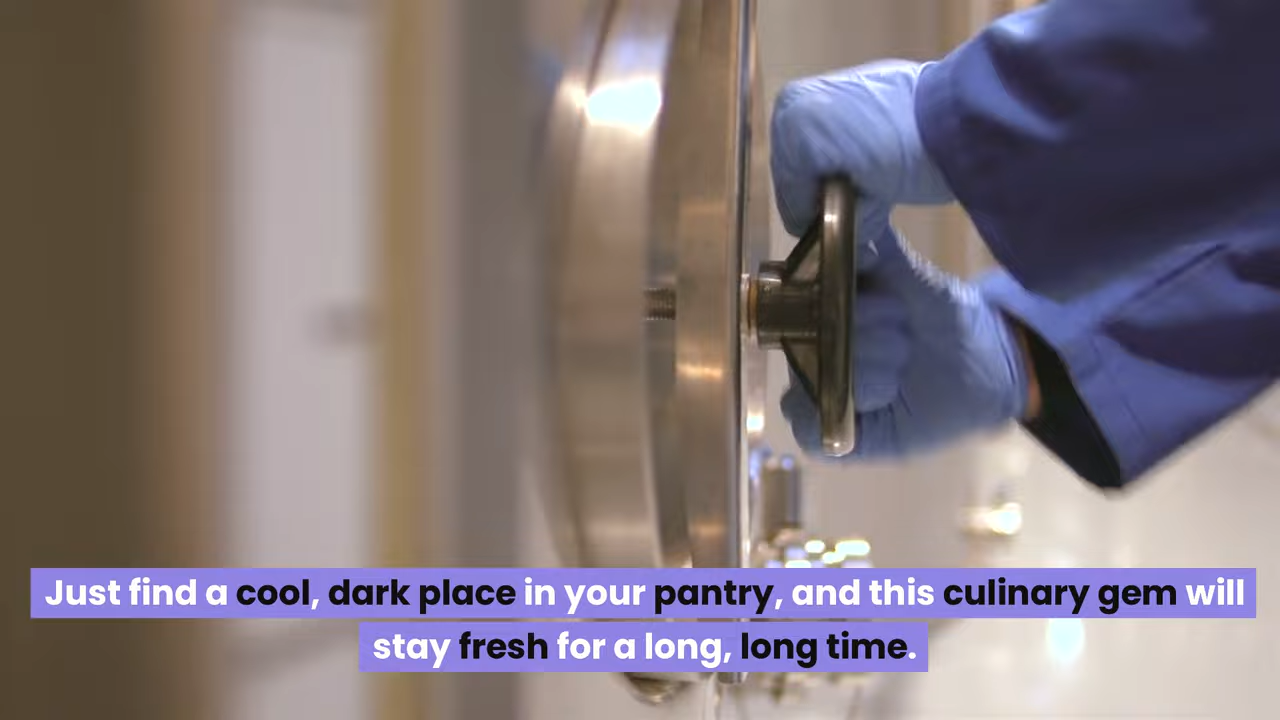 Just find a cool, dark place in your pantry, and this culinary gem will
stay fresh for a long, long time.